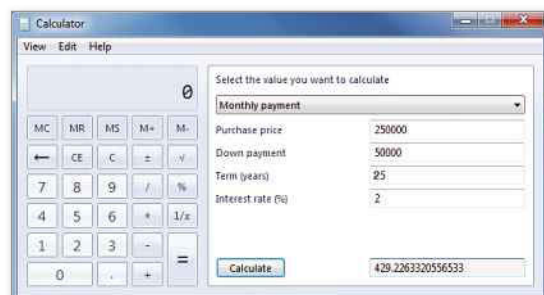 Calculator
View Edit Help
0
MC MR MS M+ M-
← CE C ± √
7 8 9 / %
4 5 6 * 1/x
1 2 3 - =
0 . +
Select the value you want to calculate
Monthly payment
Purchase price 250000
Down payment 50000
Term (years) 25
Interest rate (%) 2
Calculate 429.2263320556533